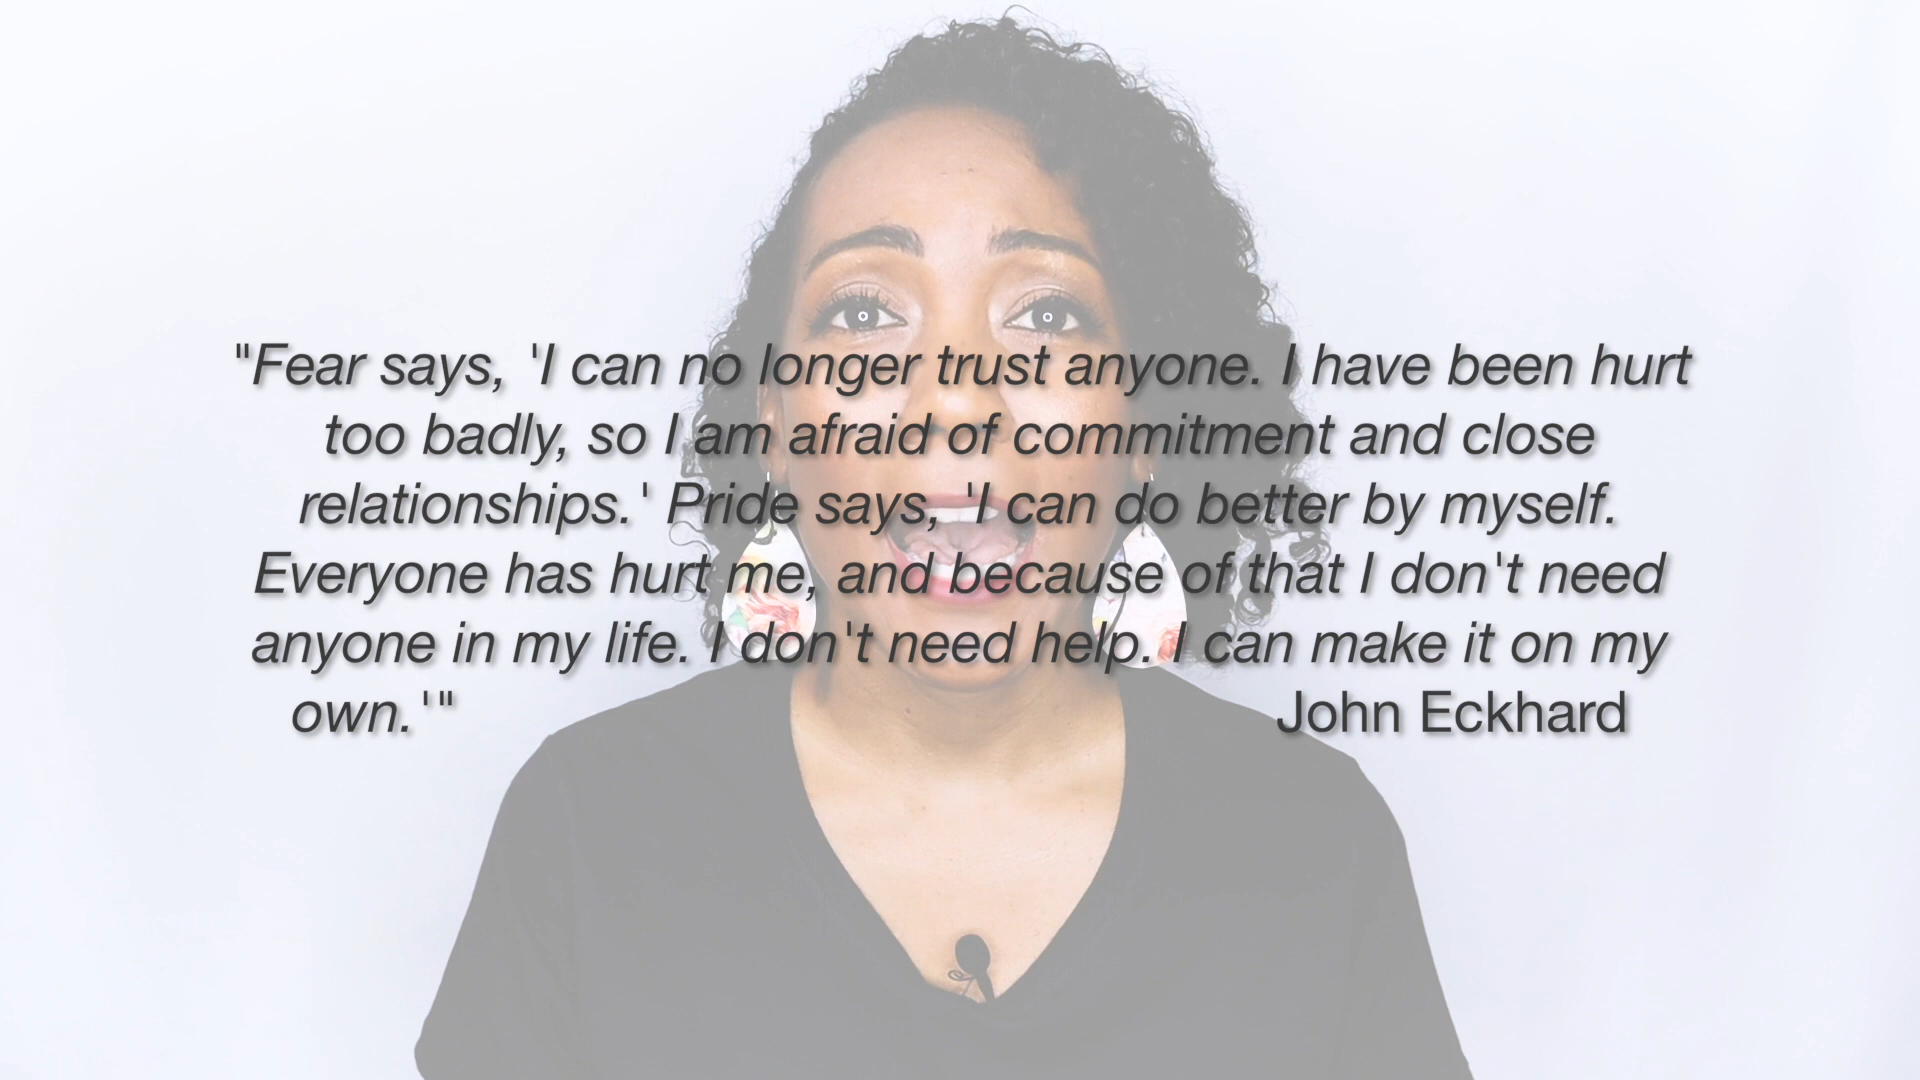 "Fear says, 'I can no longer trust anyone. I have been hurt
too badly, so I am afraid of commitment and close
relationships.' Pride says, 'I can do better by myself.
Everyone has hurt me, and because of that I don't need
anyone in my life. I don't need help. I can make it on my
own.'" John Eckhard